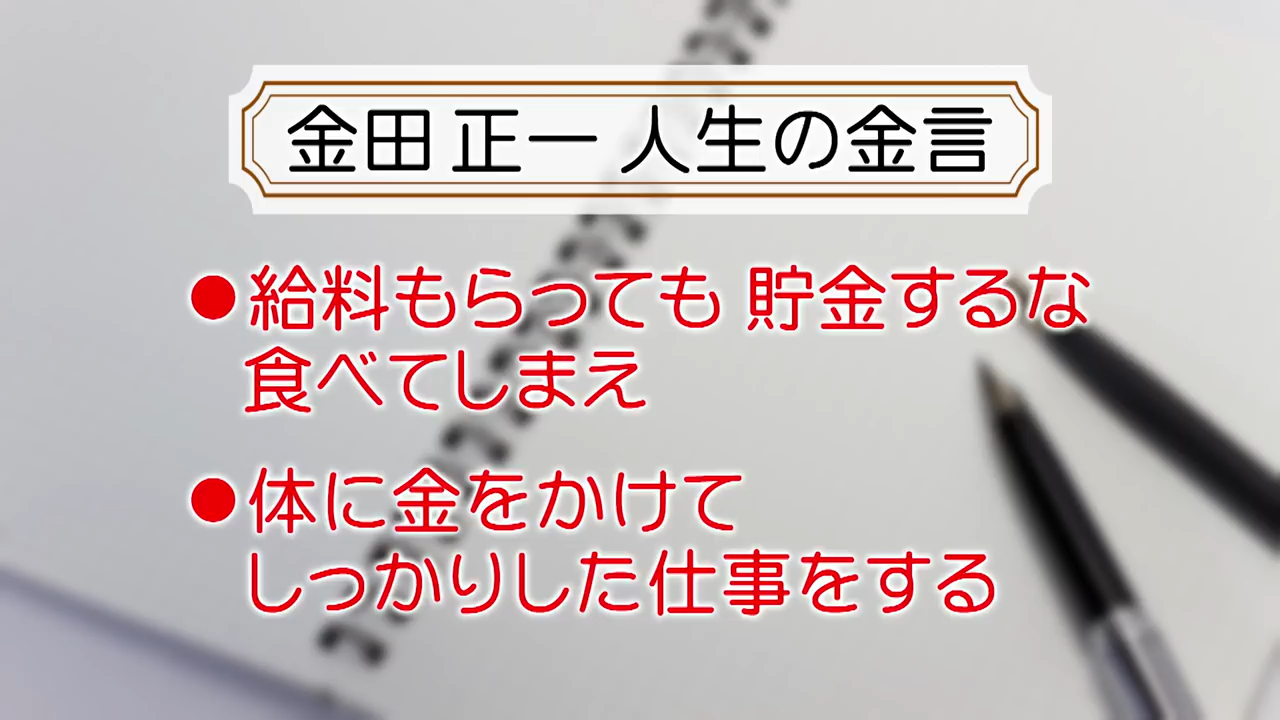 金田 正一 人生の金言
●給料もらっても 貯金するな
食べてしまえ
●体に金をかけて
しっかりした仕事をする